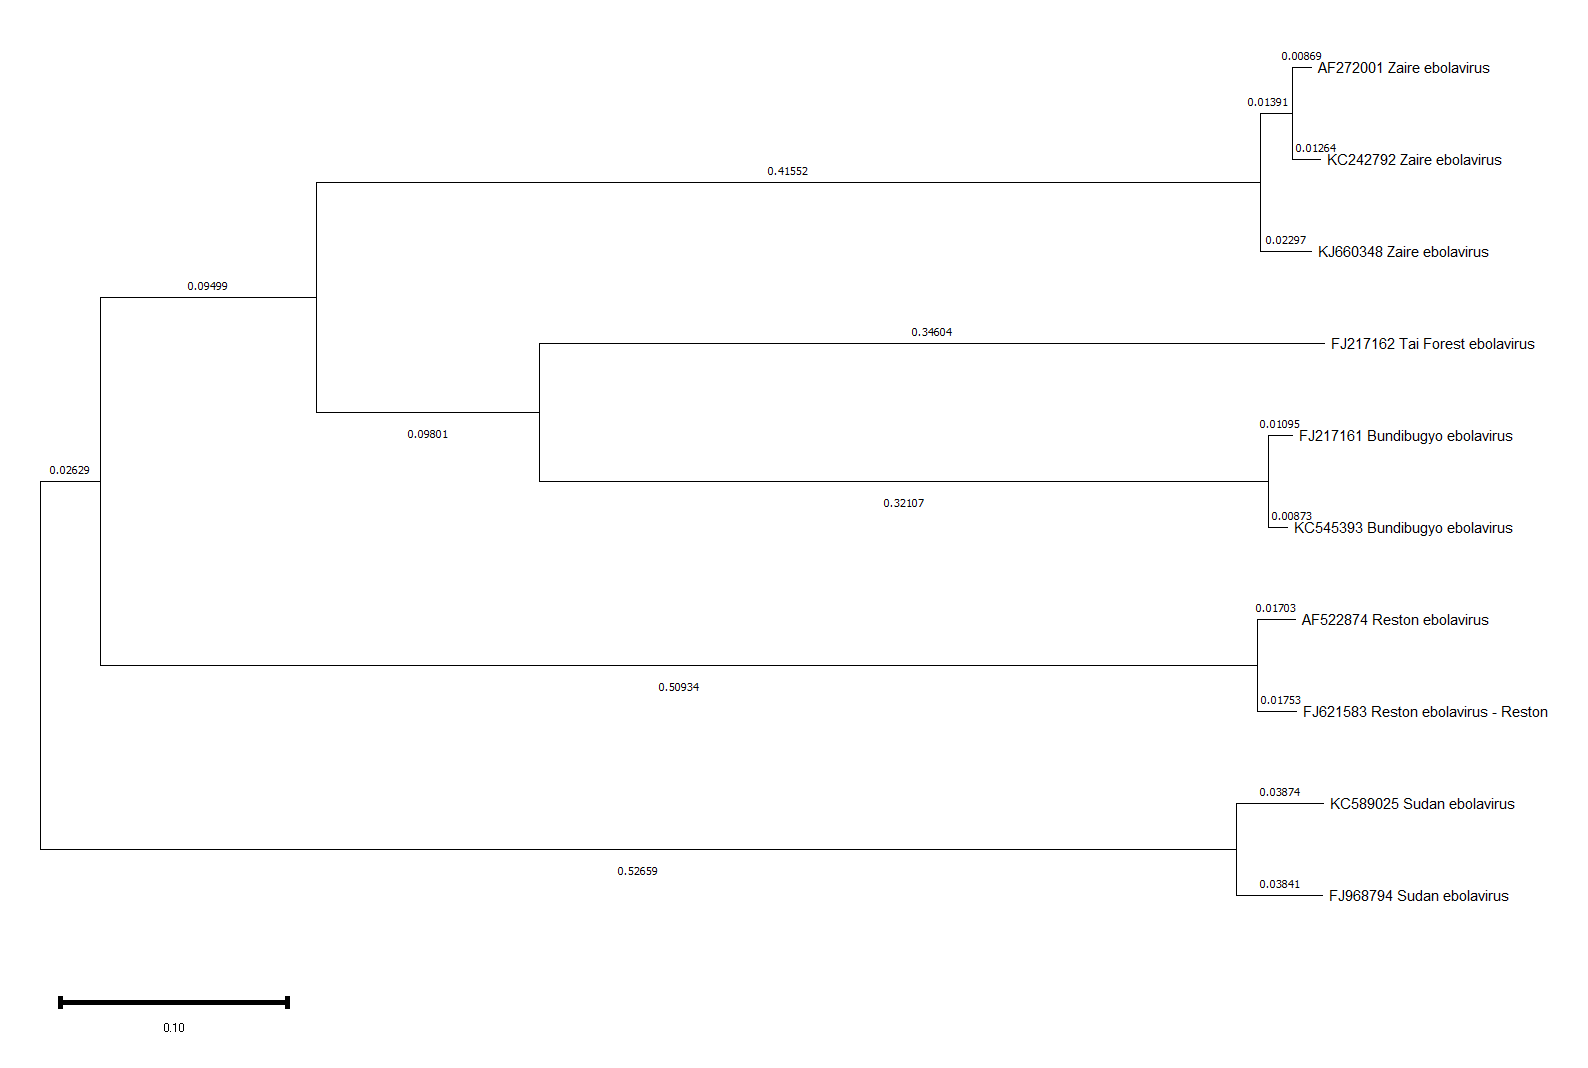 0.00869
AF272001 Zaire ebolavirus
0.01391
0.01264
KC242792 Zaire ebolavirus
0.41552
0.02297
KJ660348 Zaire ebolavirus
0.09499
0.34604
FJ217162 Tai Forest ebolavirus
0.09801
0.01095
FJ217161 Bundibugyo ebolavirus
0.02629
0.32107
0.00873
KC545393 Bundibugyo ebolavirus
0.01703
AF522874 Reston ebolavirus
0.50934
0.01753
FJ621583 Reston ebolavirus - Reston
0.03874
KC589025 Sudan ebolavirus
0.52659
0.03841
FJ968794 Sudan ebolavirus
0.10